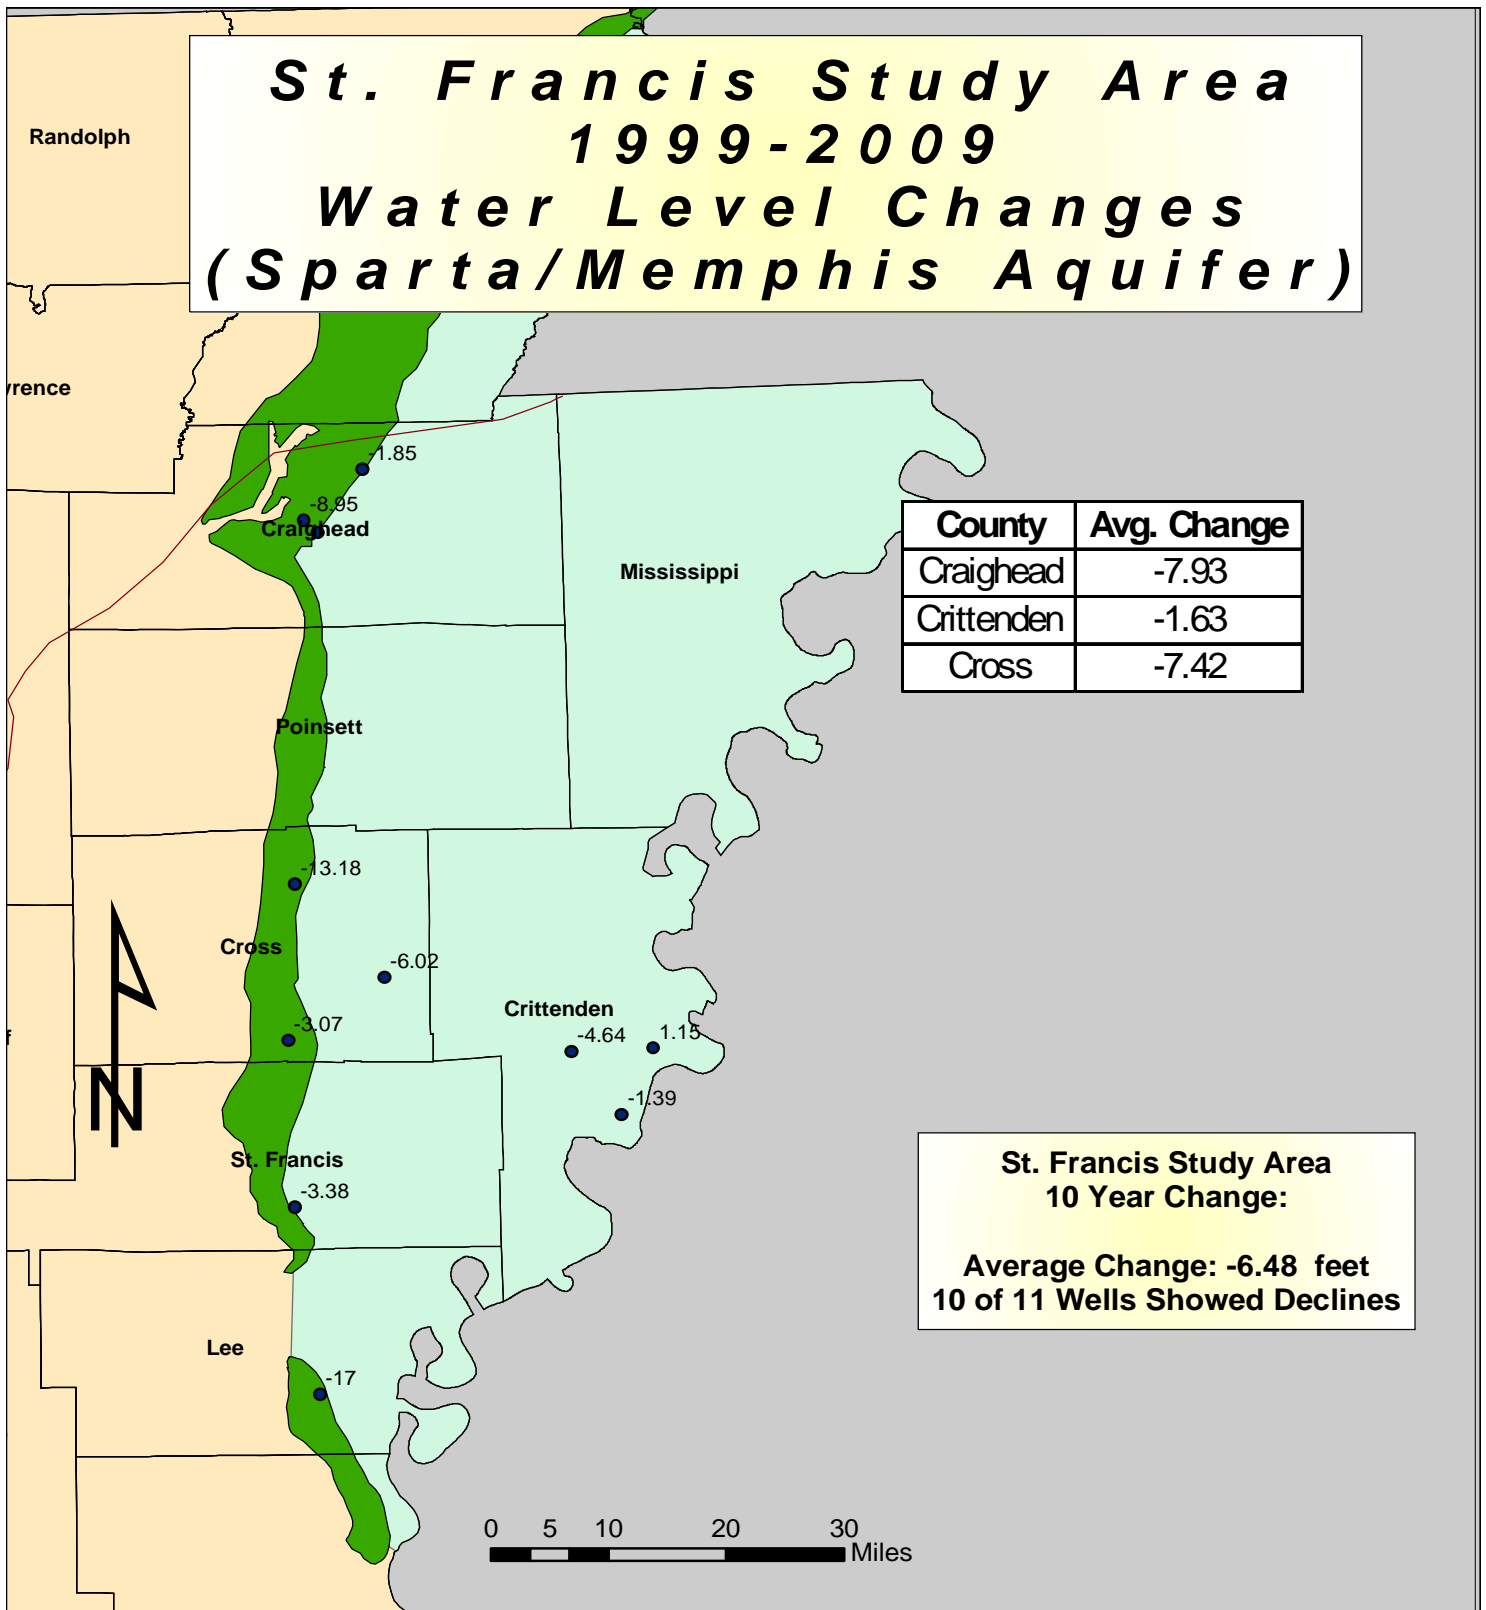 St. Francis Study Area
1999-2009
Water Level Changes
(Sparta/Memphis Aquifer)
Randolph
wrence
-1.85
-8.95
Craighead
Mississippi
County Avg. Change
Craighead -7.93
Crittenden -1.63
Cross -7.42
Poinsett
-13.18
Cross
-6.02
Crittenden
-3.07
-4.64
1.15
f
-1.39
N
St. Francis
-3.38
St. Francis Study Area
10 Year Change:
Average Change: -6.48 feet
10 of 11 Wells Showed Declines
Lee
-17
0 5 10 20 30
Miles